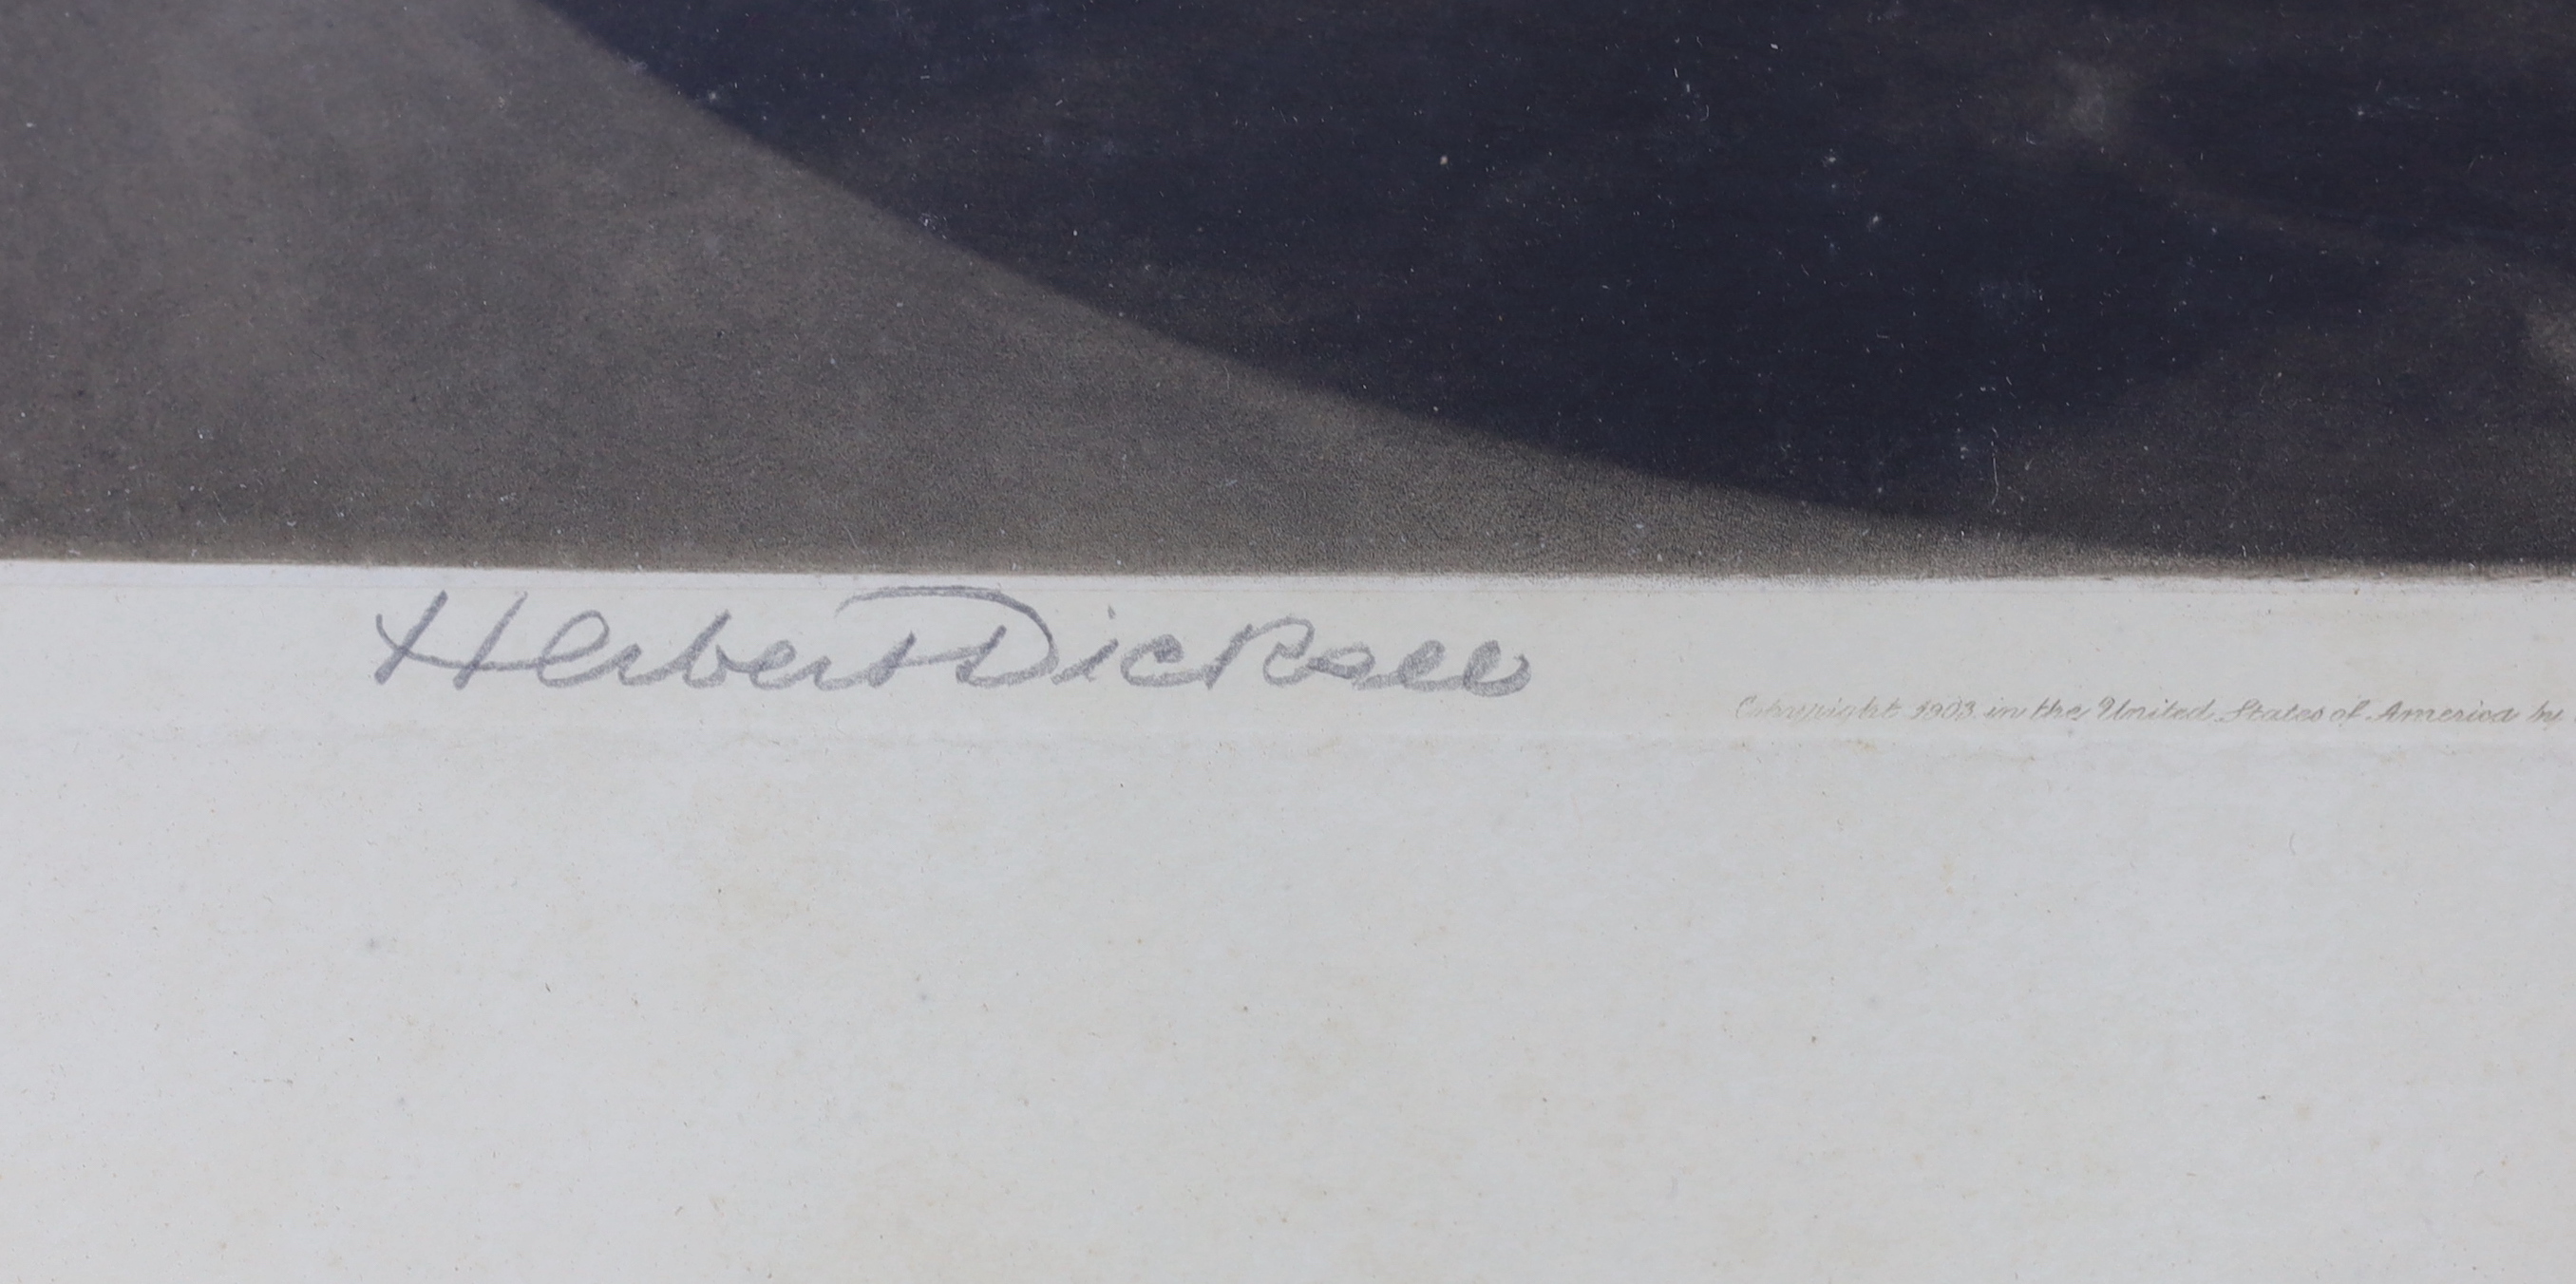 Herbert Dicksee
Copyright 1903 in the United States of America by